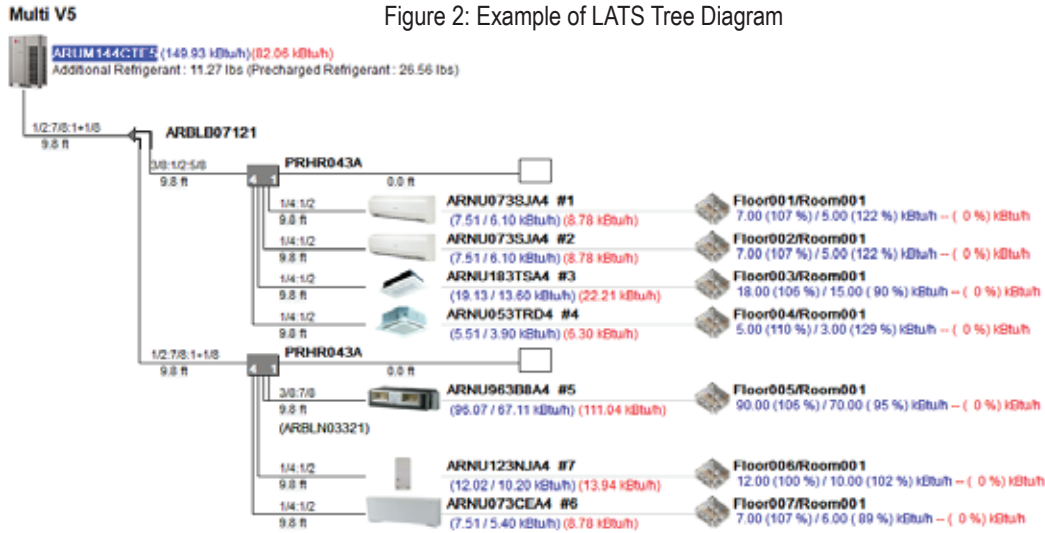 Multi V5
Figure 2: Example of LATS Tree Diagram
ARUM144CTE5 (149.93 kBtu/h)(82.06 kBtu/h)
Additional Refrigerant : 11.27 lbs (Precharged Refrigerant : 26.56 lbs)
1/2:7/8:1+1/8
9.8 ft
ARBLB07121
3/8:1/2:5/8
9.8 ft
PRHR043A
4 1
0.0 ft
1/4:1/2
9.8 ft
ARNU073SJA4 #1
(7.51 / 6.10 kBtu/h) (8.78 kBtu/h)
Floor001/Room001
7.00 (107 %) / 5.00 (122 %) kBtu/h -- ( 0 %) kBtu/h
1/4:1/2
9.8 ft
ARNU073SJA4 #2
(7.51 / 6.10 kBtu/h) (8.78 kBtu/h)
Floor002/Room001
7.00 (107 %) / 5.00 (122 %) kBtu/h -- ( 0 %) kBtu/h
1/4:1/2
9.8 ft
ARNU183TSA4 #3
(19.13 / 13.60 kBtu/h) (22.21 kBtu/h)
Floor003/Room001
18.00 (106 %) / 15.00 ( 90 %) kBtu/h -- ( 0 %) kBtu/h
1/4:1/2
9.8 ft
ARNU053TRD4 #4
(5.51 / 3.90 kBtu/h) (6.30 kBtu/h)
Floor004/Room001
5.00 (110 %) / 3.00 (129 %) kBtu/h -- ( 0 %) kBtu/h
1/2:7/8:1+1/8
9.8 ft
PRHR043A
4 1
0.0 ft
3/8:7/8
9.8 ft
(ARBLN03321)
ARNU963B8A4 #5
(96.07 / 67.11 kBtu/h) (111.04 kBtu/h)
Floor005/Room001
90.00 (106 %) / 70.00 ( 95 %) kBtu/h -- ( 0 %) kBtu/h
1/4:1/2
9.8 ft
ARNU123NJA4 #7
(12.02 / 10.20 kBtu/h) (13.94 kBtu/h)
Floor006/Room001
12.00 (100 %) / 10.00 (102 %) kBtu/h -- ( 0 %) kBtu/h
1/4:1/2
9.8 ft
ARNU073CEA4 #6
(7.51 / 5.40 kBtu/h) (8.78 kBtu/h)
Floor007/Room001
7.00 (107 %) / 6.00 ( 89 %) kBtu/h -- ( 0 %) kBtu/h